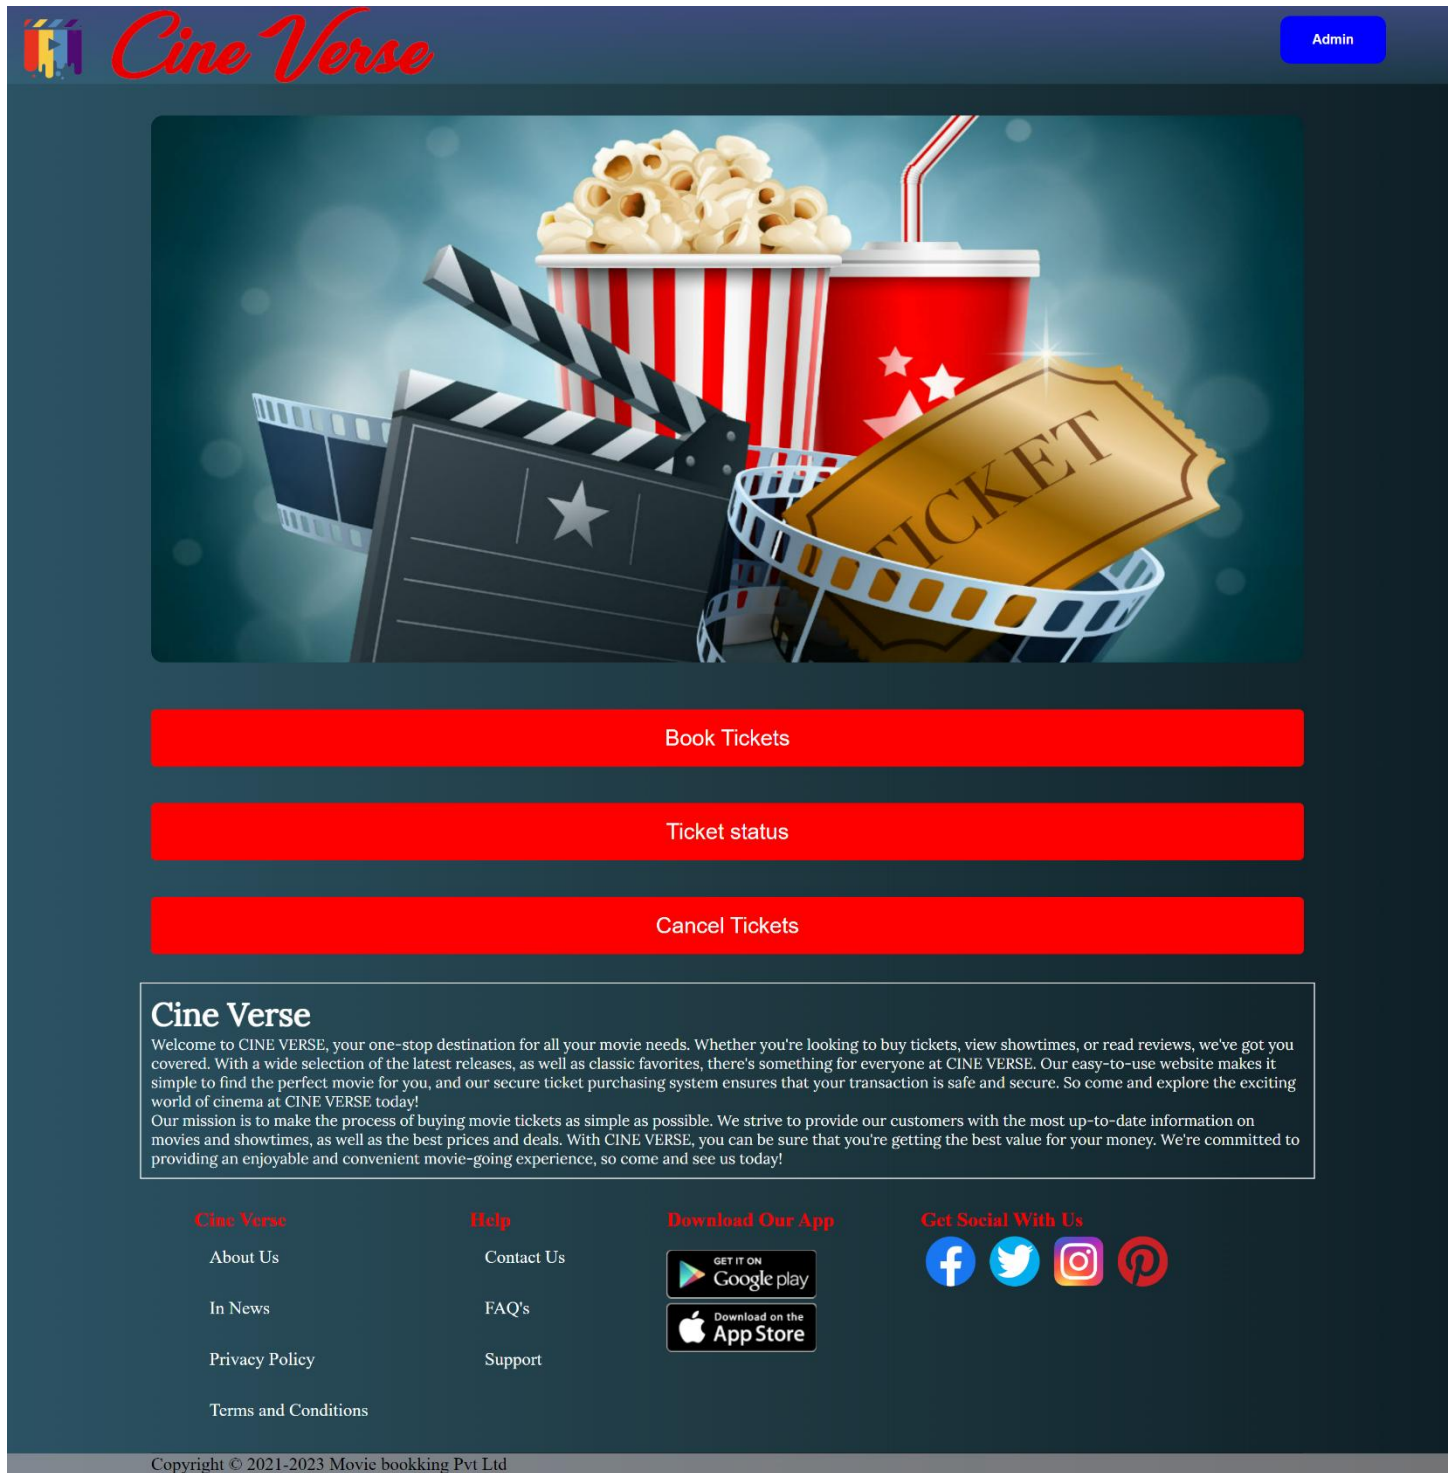 Cine Verse
Admin
TICKET
Book Tickets
Ticket status
Cancel Tickets
Cine Verse
Welcome to CINE VERSE, your one-stop destination for all your movie needs. Whether you're looking to buy tickets, view showtimes, or read reviews, we've got you
covered. With a wide selection of the latest releases, as well as classic favorites, there's something for everyone at CINE VERSE. Our easy-to-use website makes it
simple to find the perfect movie for you, and our secure ticket purchasing system ensures that your transaction is safe and secure. So come and explore the exciting
world of cinema at CINE VERSE today!
Our mission is to make the process of buying movie tickets as simple as possible. We strive to provide our customers with the most up-to-date information on
movies and showtimes, as well as the best prices and deals. With CINE VERSE, you can be sure that you're getting the best value for your money. We're committed to
providing an enjoyable and convenient movie-going experience, so come and see us today!
Cine Verse
About Us
In News
Privacy Policy
Terms and Conditions
Help
Contact Us
FAQ's
Support
Download Our App
GET IT ON
Google play
Download on the
App Store
Get Social With Us
Copyright © 2021-2023 Movie bookking Pvt Ltd